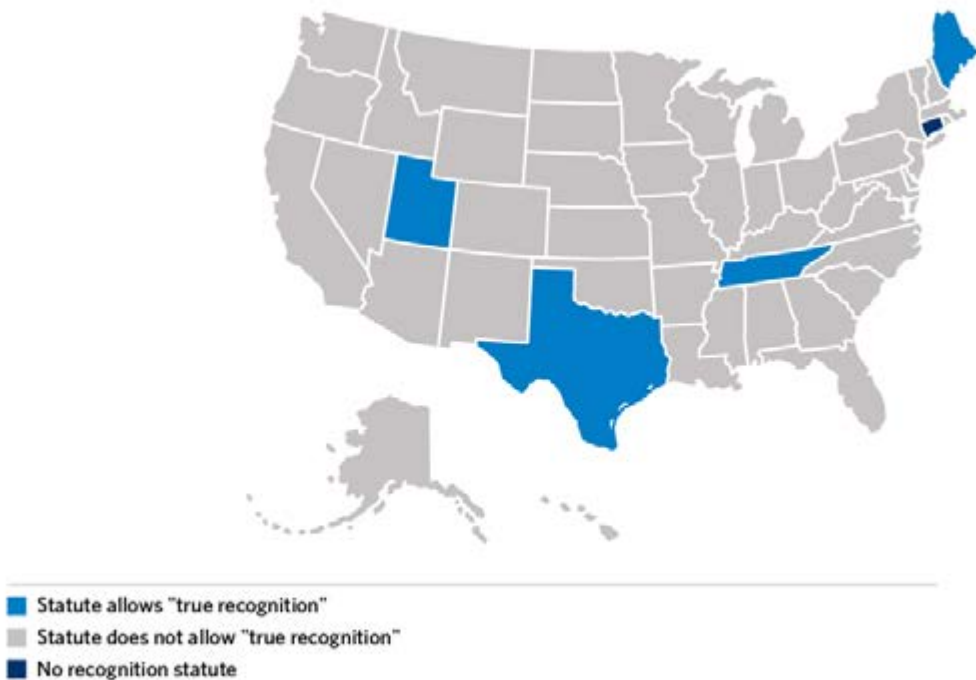 Statute allows "true recognition"
Statute does not allow "true recognition"
No recognition statute